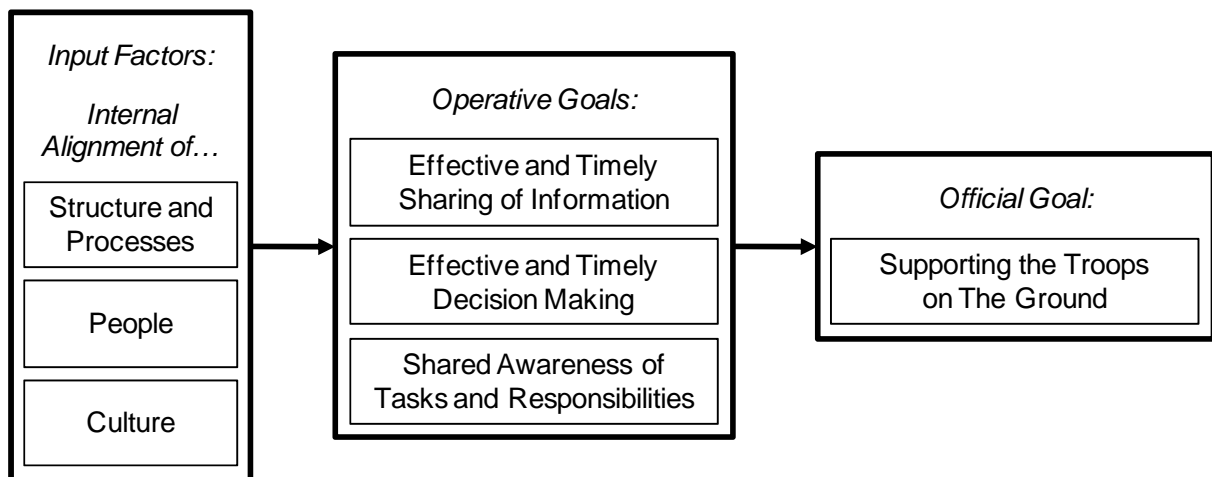 Input Factors:
Internal
Alignment of…
Structure and
Processes
People
Culture
Operative Goals:
Effective and Timely
Sharing of Information
Effective and Timely
Decision Making
Shared Awareness of
Tasks and Responsibilities
Official Goal:
Supporting the Troops
on The Ground